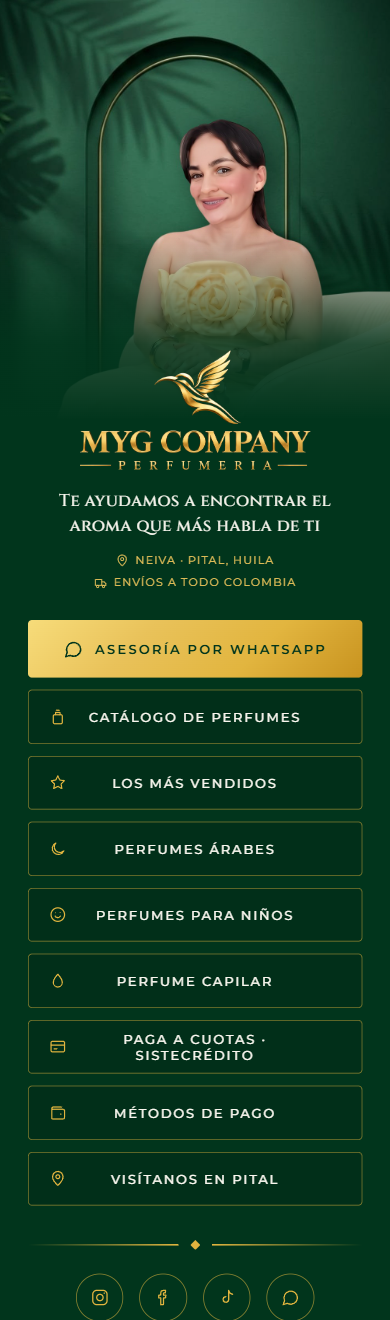 MYG COMPANY
PERFUMERIA
Te ayudamos a encontrar el
aroma que más habla de ti
NEIVA · PITAL, HUILA
ENVÍOS A TODO COLOMBIA
ASESORÍA POR WHATSAPP
CATÁLOGO DE PERFUMES
LOS MÁS VENDIDOS
PERFUMES ÁRABES
PERFUMES PARA NIÑOS
PERFUME CAPILAR
PAGA A CUOTAS ·
SISTECRÉDITO
MÉTODOS DE PAGO
VISÍTANOS EN PITAL